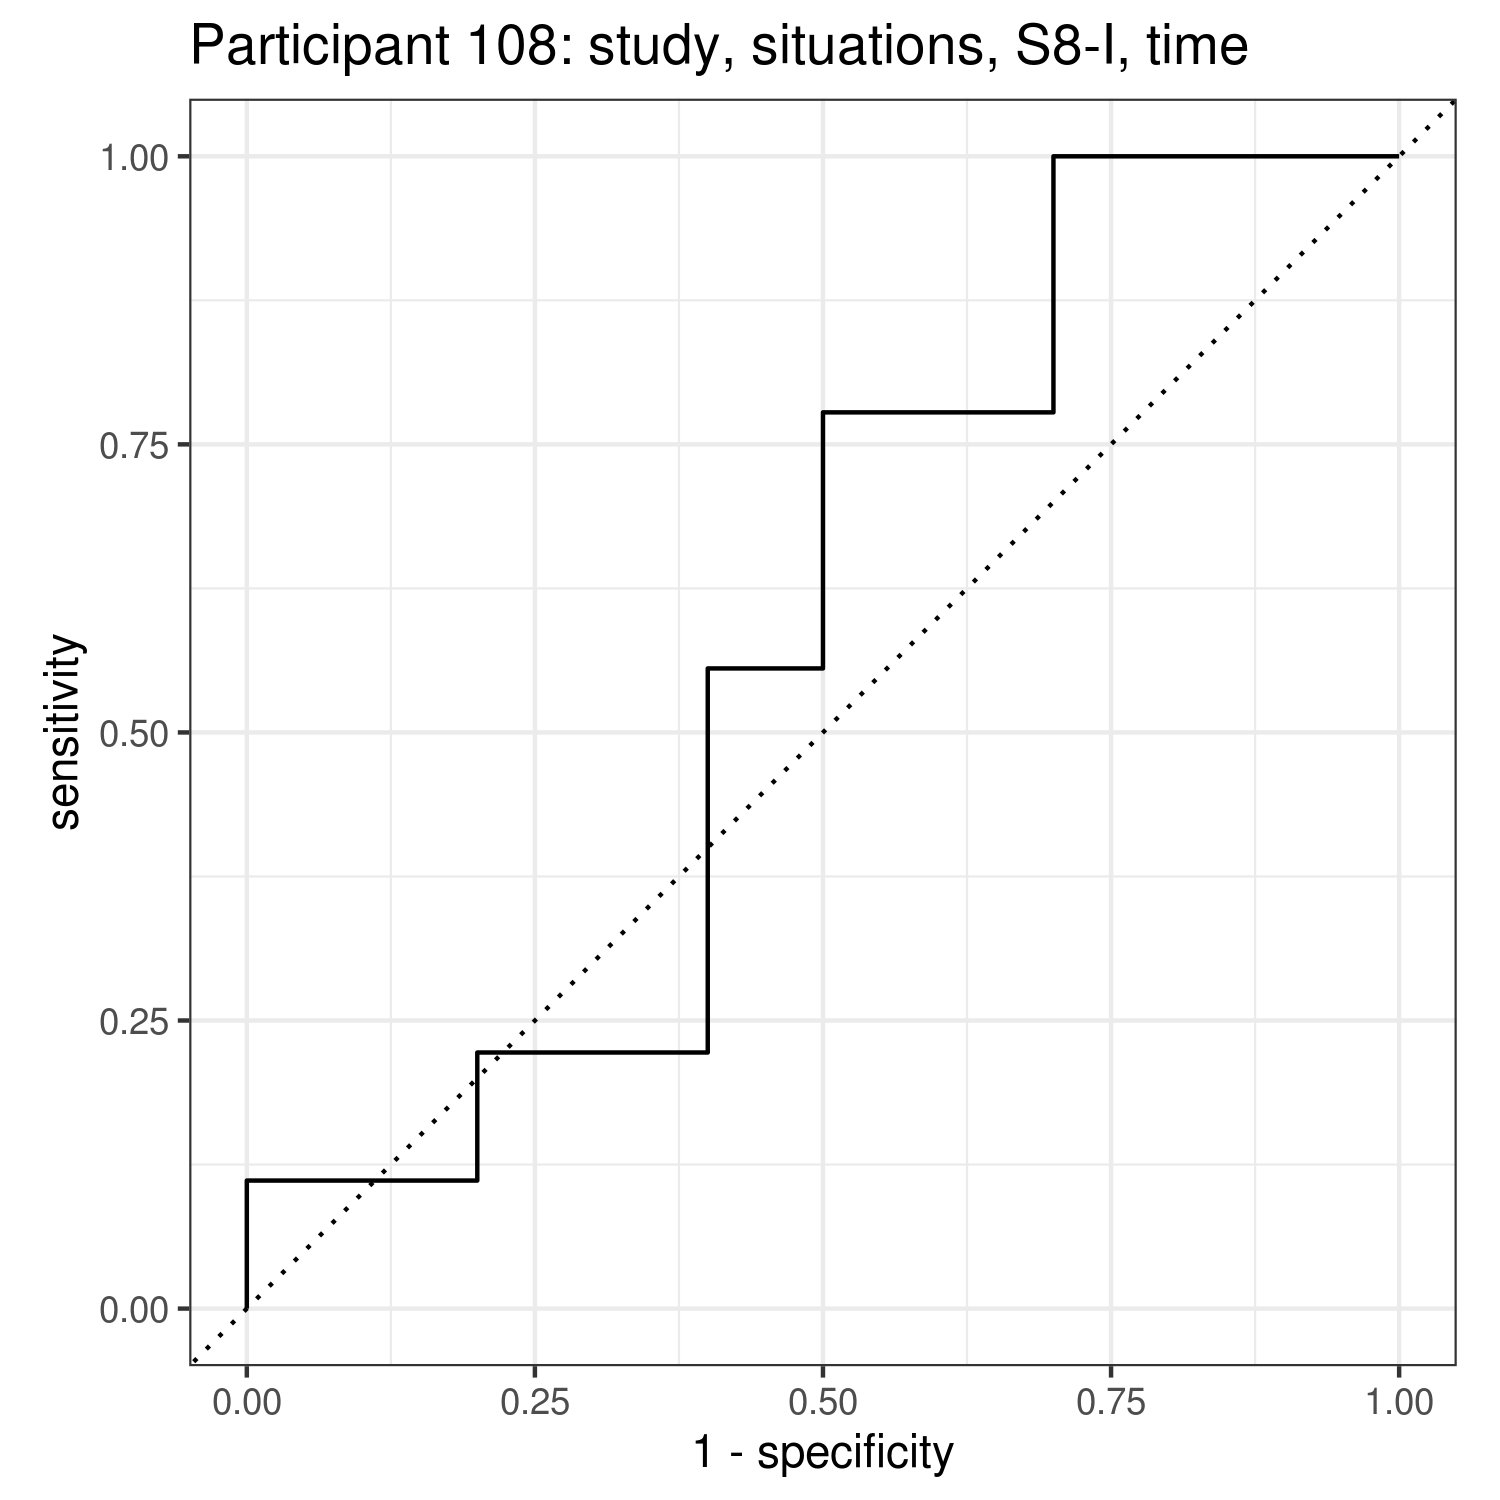 Participant 108: study, situations, S8-I, time
1.00
0.75
0.50
0.25
0.00
sensitivity
0.00 0.25 0.50 0.75 1.00
1 - specificity